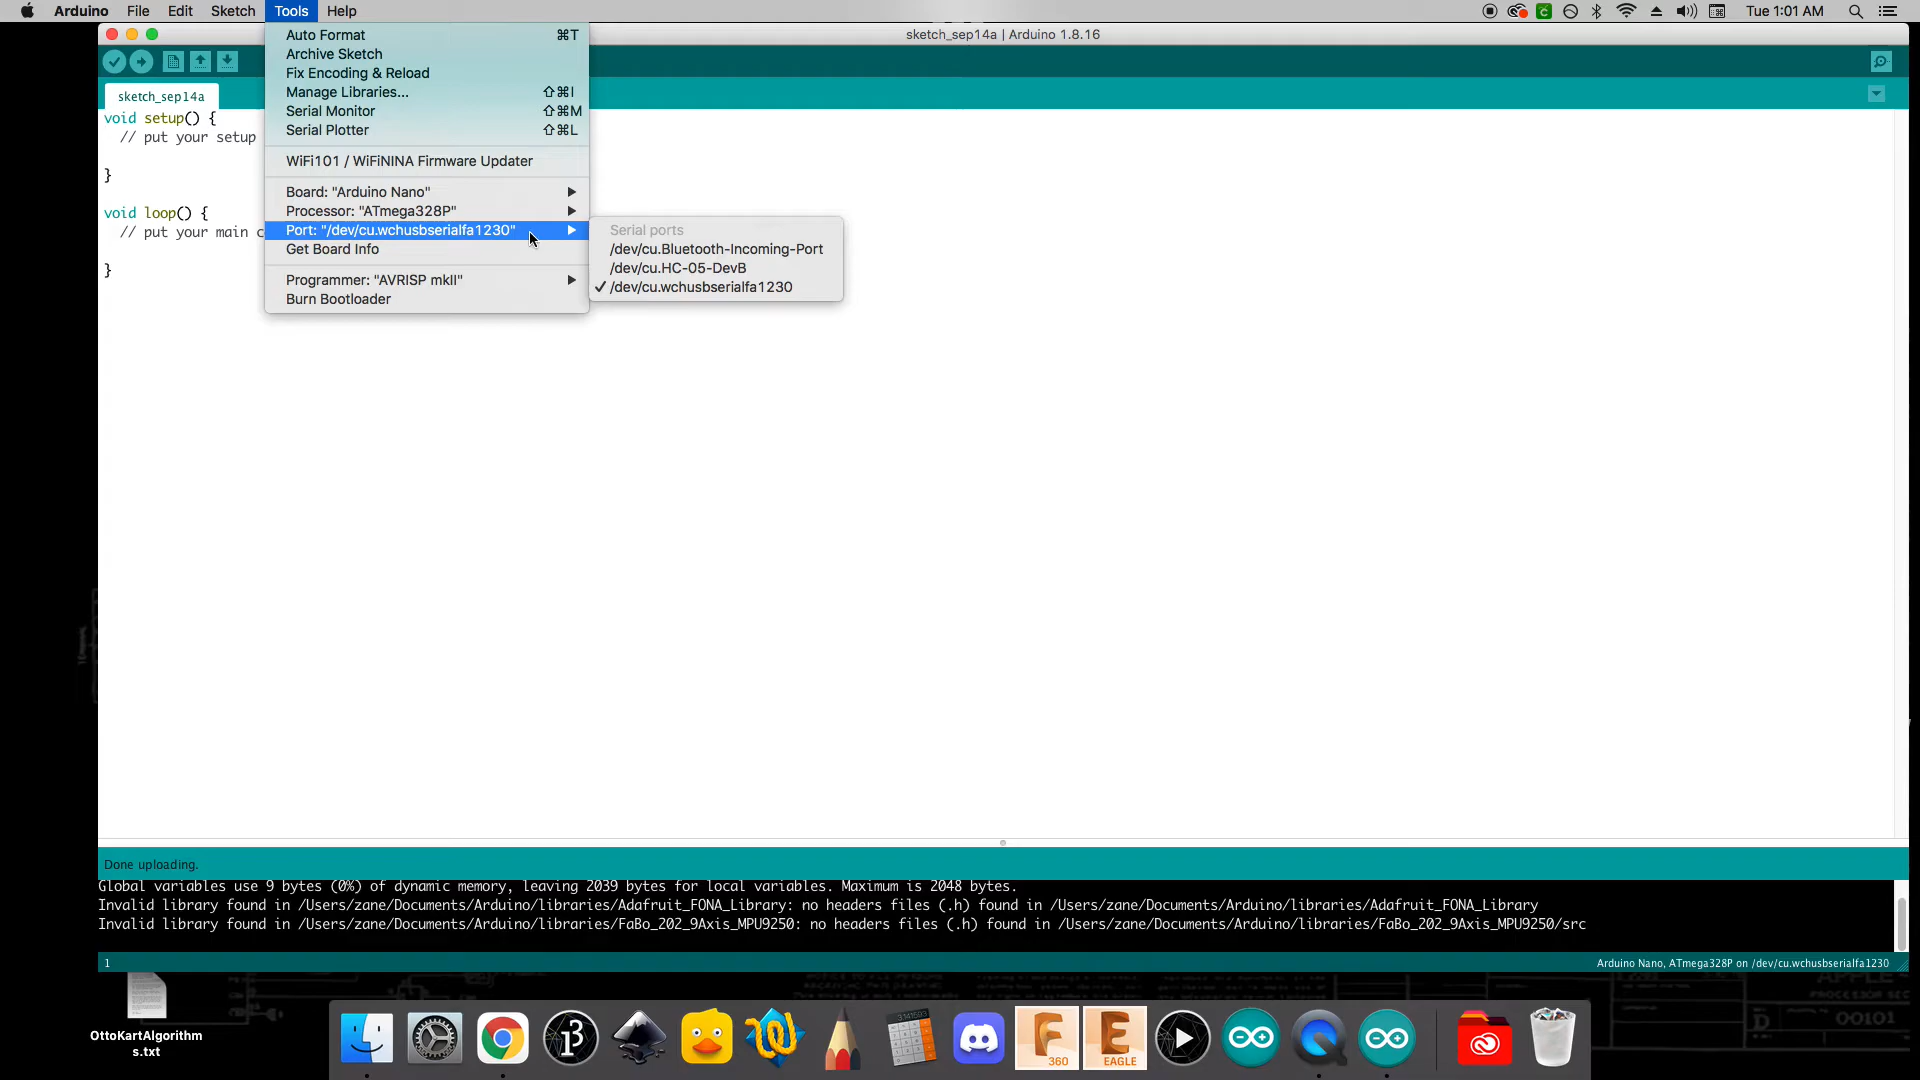 Arduino File Edit Sketch Tools Help Tue 1:01 AM
sketch_sep14a | Arduino 1.8.16
sketch_sep14a
Auto Format ⌘T
Archive Sketch
Fix Encoding & Reload
Manage Libraries... ⇧⌘I
Serial Monitor ⇧⌘M
Serial Plotter ⇧⌘L
WiFi101 / WiFiNINA Firmware Updater
Board: "Arduino Nano"
Processor: "ATmega328P"
Port: "/dev/cu.wchusbserialfa1230"
Get Board Info
Programmer: "AVRISP mkII"
Burn Bootloader
Serial ports
/dev/cu.Bluetooth-Incoming-Port
/dev/cu.HC-05-DevB
✓ /dev/cu.wchusbserialfa1230
void setup() {
// put your setup
}
void loop() {
// put your main c
}
Done uploading.
Global variables use 9 bytes (0%) of dynamic memory, leaving 2039 bytes for local variables. Maximum is 2048 bytes.
Invalid library found in /Users/zane/Documents/Arduino/libraries/Adafruit_FONA_Library: no headers files (.h) found in /Users/zane/Documents/Arduino/libraries/Adafruit_FONA_Library
Invalid library found in /Users/zane/Documents/Arduino/libraries/FaBo_202_9Axis_MPU9250: no headers files (.h) found in /Users/zane/Documents/Arduino/libraries/FaBo_202_9Axis_MPU9250/src
1 Arduino Nano, ATmega328P on /dev/cu.wchusbserialfa1230
OttoKartAlgorithm
s.txt
3.141593
360
EAGLE
00101